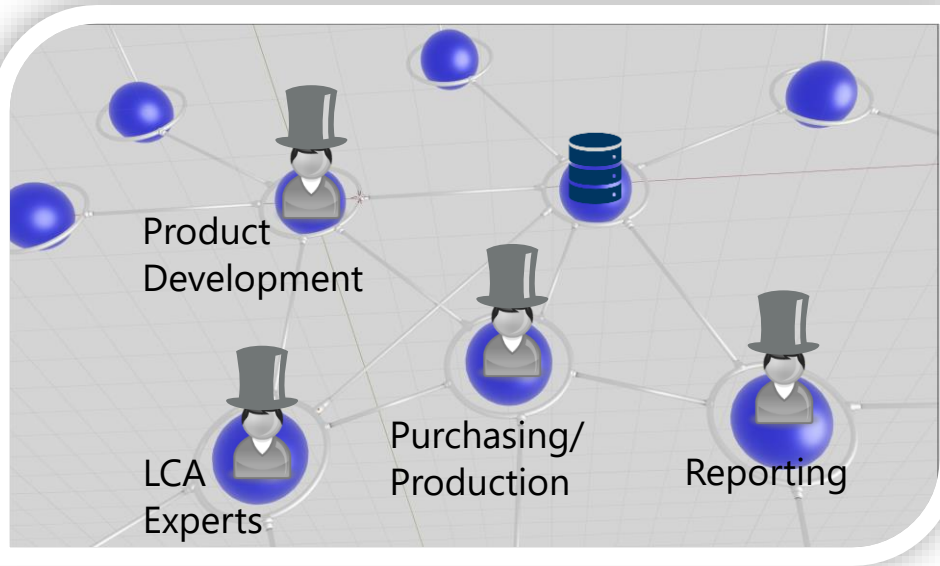 Product
Development
Purchasing/
Production
LCA
Experts
Reporting